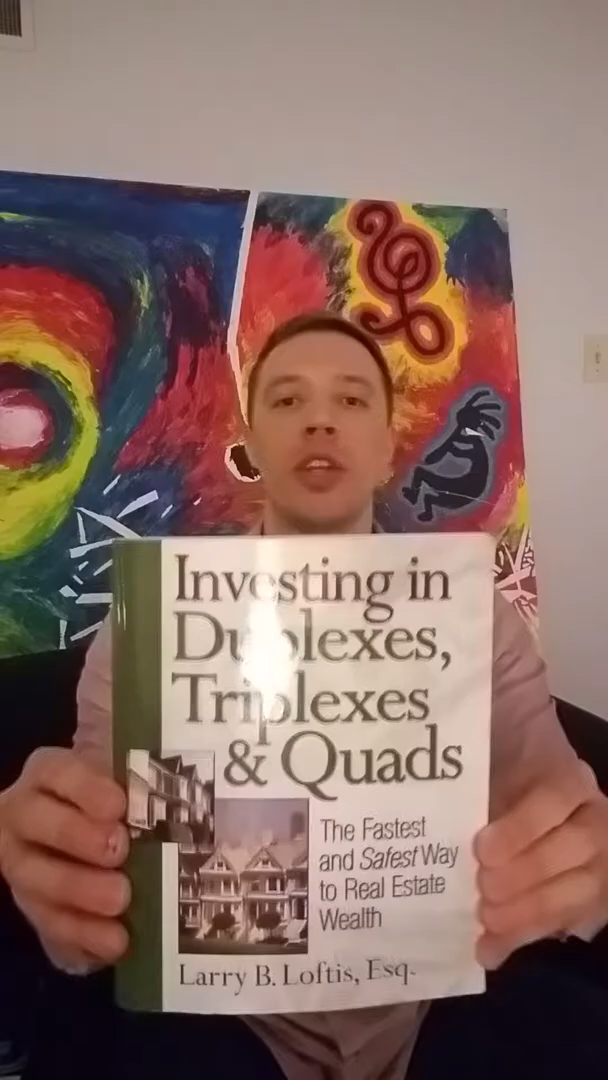 Investing in
Duplexes,
Triplexes
& Quads
The Fastest
and Safest Way
to Real Estate
Wealth
Larry B. Loftis, Esq.